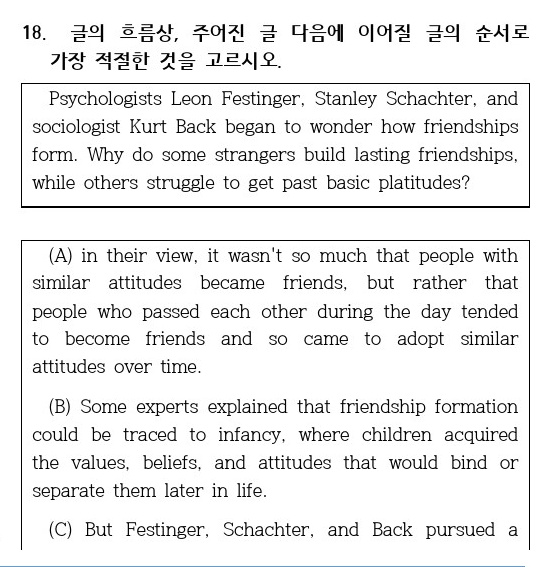 18. 글의 흐름상, 주어진 글 다음에 이어질 글의 순서로
가장 적절한 것을 고르시오.
Psychologists Leon Festinger, Stanley Schachter, and
sociologist Kurt Back began to wonder how friendships
form. Why do some strangers build lasting friendships,
while others struggle to get past basic platitudes?
(A) in their view, it wasn't so much that people with
similar attitudes became friends, but rather that
people who passed each other during the day tended
to become friends and so came to adopt similar
attitudes over time.
(B) Some experts explained that friendship formation
could be traced to infancy, where children acquired
the values, beliefs, and attitudes that would bind or
separate them later in life.
(C) But Festinger, Schachter, and Back pursued a